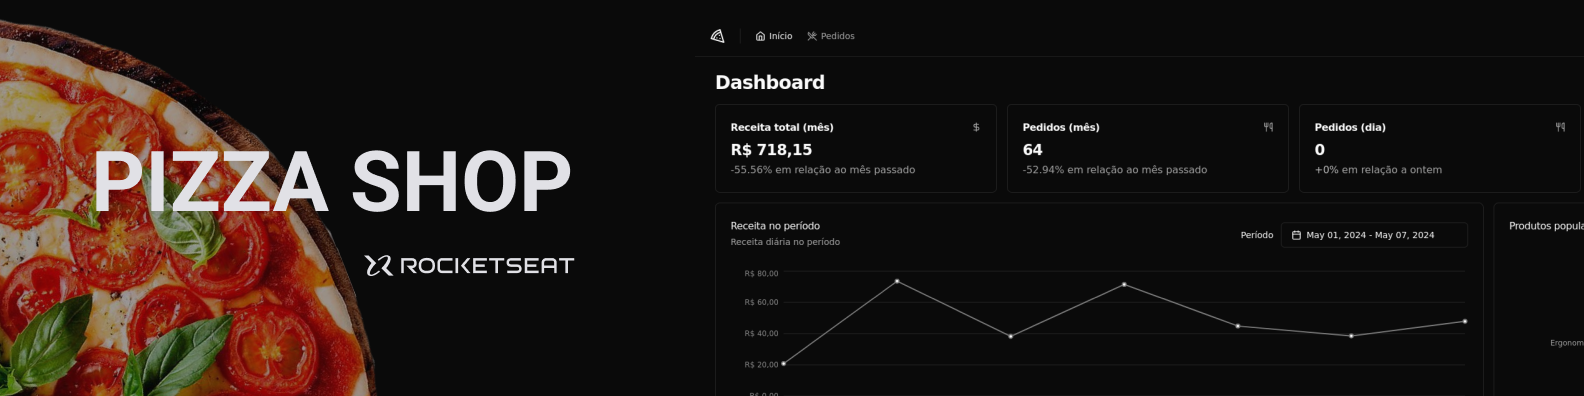 PIZZA SHOP
ROCKETSEAT
Início
Pedidos
Dashboard
Receita total (mês)
R$ 718,15
-55.56% em relação ao mês passado
Pedidos (mês)
64
-52.94% em relação ao mês passado
Pedidos (dia)
0
+0% em relação a ontem
Receita no período
Receita diária no período
Período
May 01, 2024 - May 07, 2024
R$ 80,00
R$ 60,00
R$ 40,00
R$ 20,00
Produtos popula
Ergonom